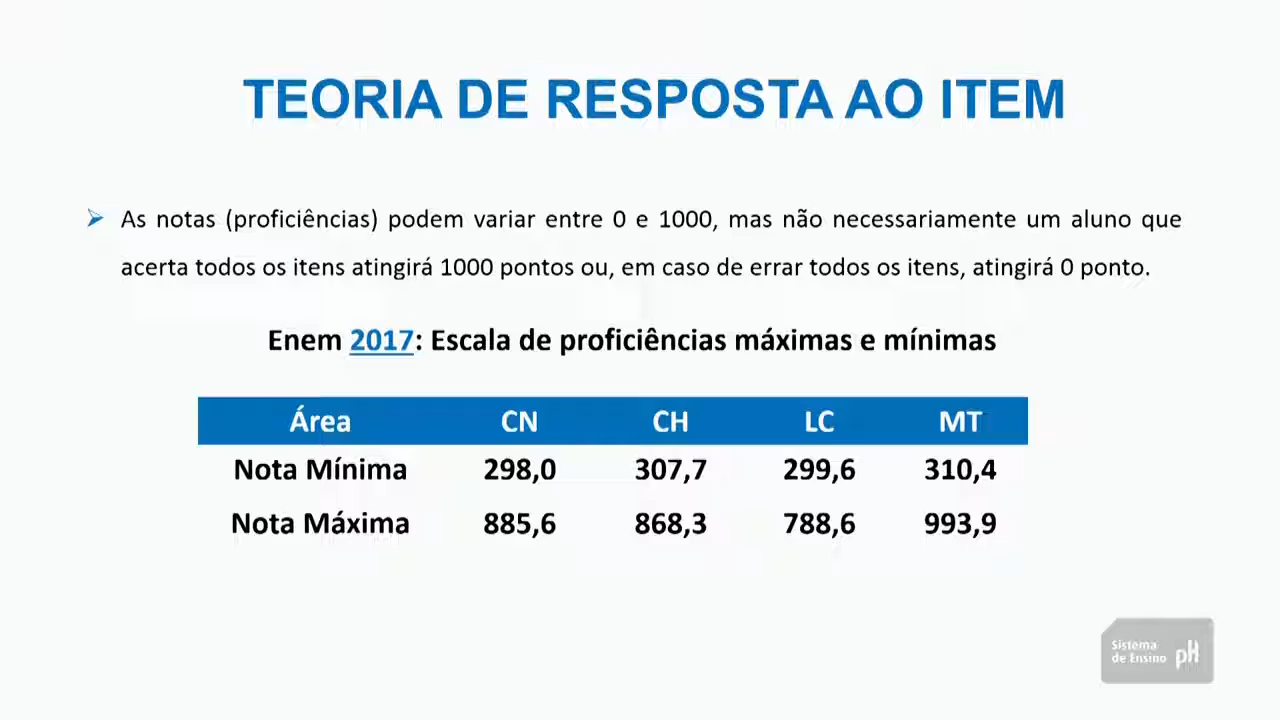 TEORIA DE RESPOSTA AO ITEM
As notas (proficiências) podem variar entre 0 e 1000, mas não necessariamente um aluno que
acerta todos os itens atingirá 1000 pontos ou, em caso de errar todos os itens, atingirá 0 ponto.
Enem 2017: Escala de proficiências máximas e mínimas
Área CN CH LC MT
Nota Mínima 298,0 307,7 299,6 310,4
Nota Máxima 885,6 868,3 788,6 993,9
Sistema
de Ensino pH